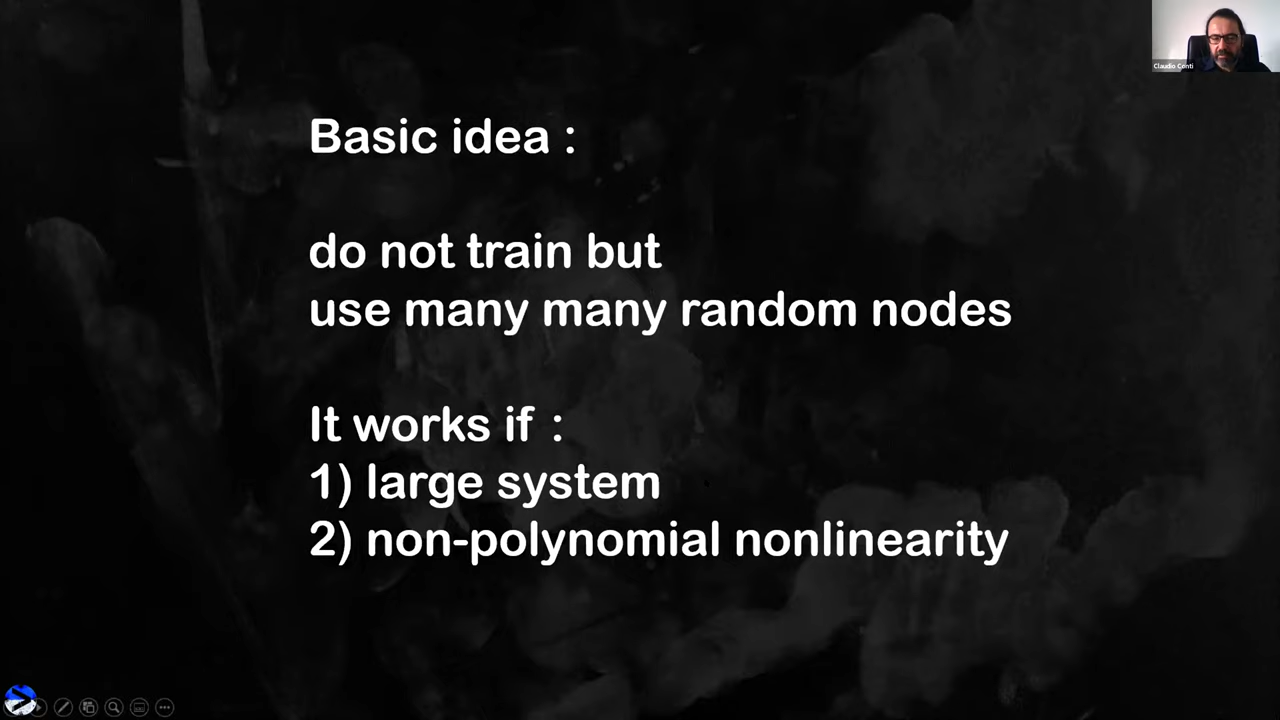 Claudio Conti
Basic idea :
do not train but
use many many random nodes
It works if :
1) large system
2) non-polynomial nonlinearity